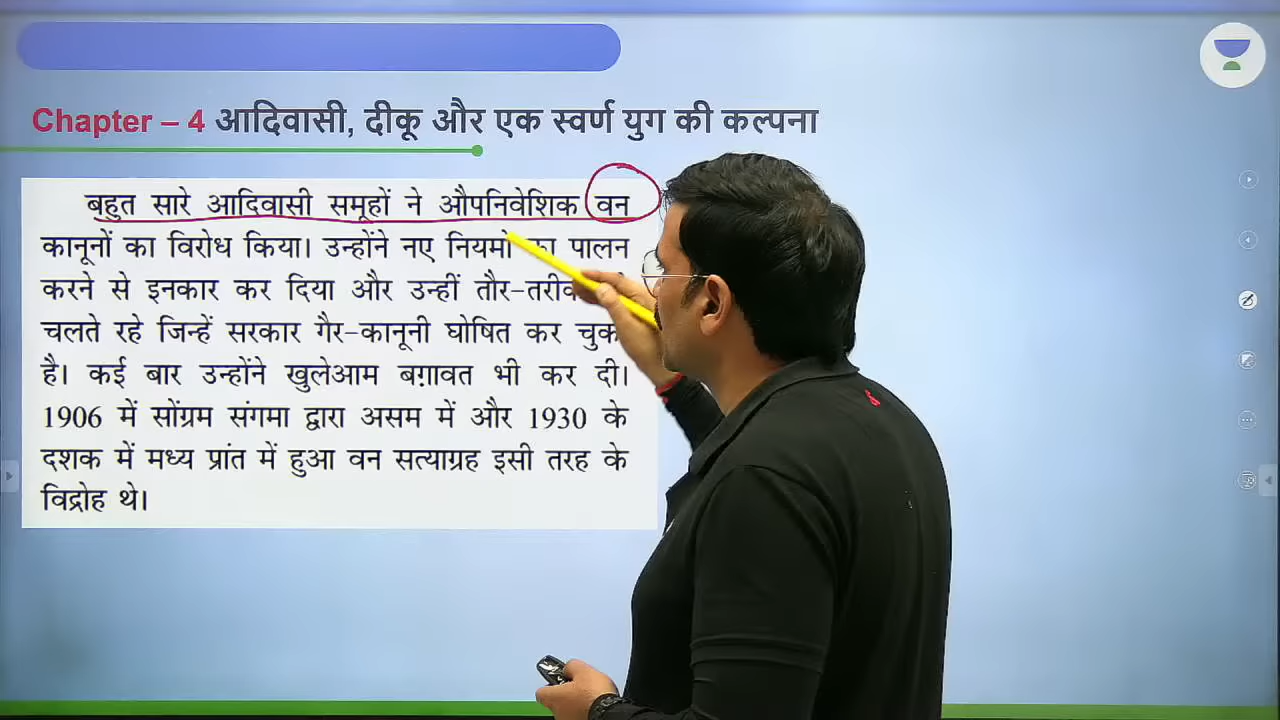 Chapter – 4 आदिवासी, दीकू और एक स्वर्ण युग की कल्पना
बहुत सारे आदिवासी समूहों ने औपनिवेशिक वन
कानूनों का विरोध किया। उन्होंने नए नियमों का पालन
करने से इनकार कर दिया और उन्हीं
चलते रहे जिन्हें सरकार गैर-कानूनी घोषित कर
है। कई बार उन्होंने खुलेआम बग़ावत भी कर दी।
1906 में सोंग्रम संगमा द्वारा असम में और 1930 के
दशक में मध्य प्रांत में हुआ वन सत्याग्रह इसी तरह के
विद्रोह थे।